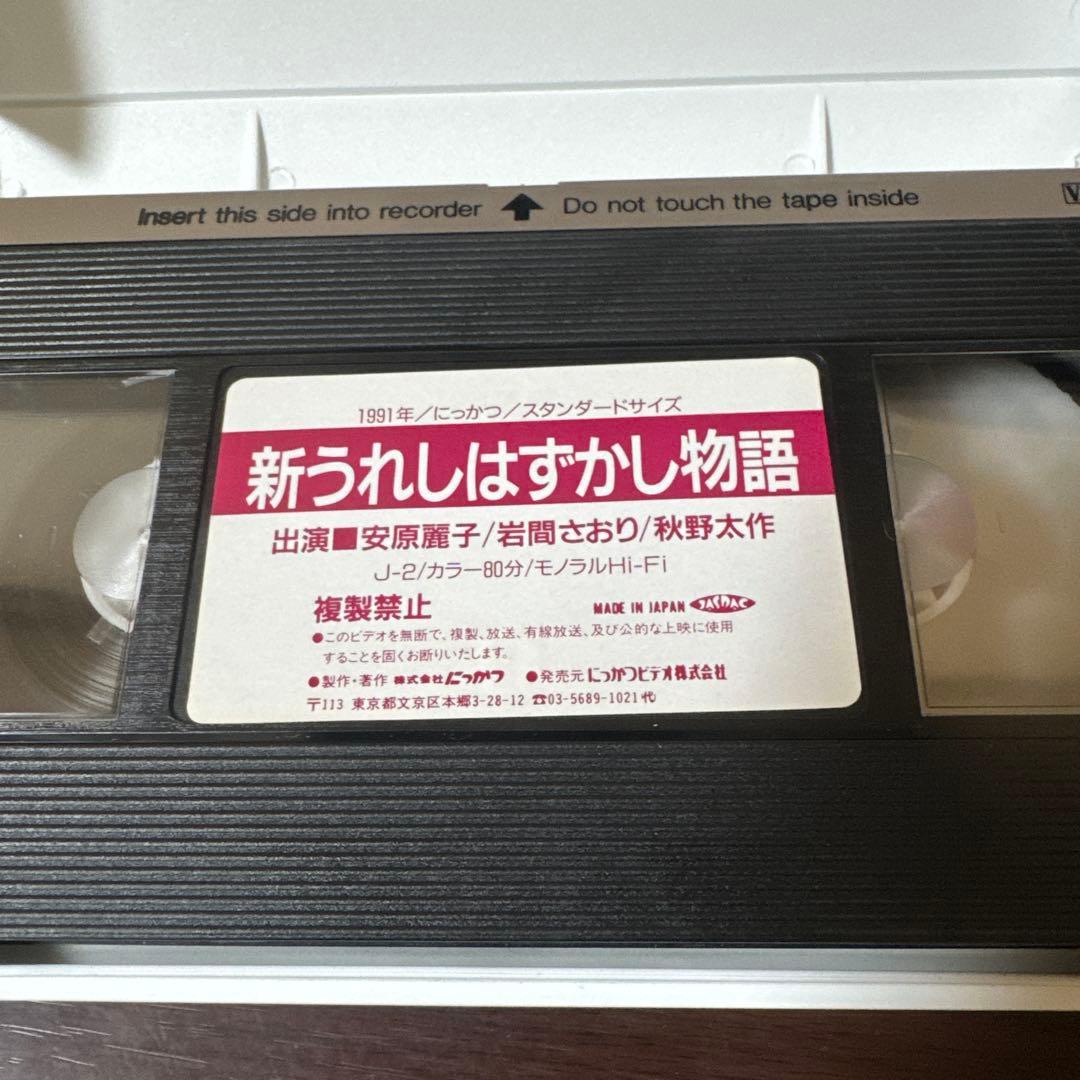 Insert this side into recorder ↑ Do not touch the tape inside
1991年/にっかつ/スタンダードサイズ
新うれしはずかし物語
出演■安原麗子/岩間さおり/秋野太作
J-2/カラー80分/モノラルHi-Fi
複製禁止 MADE IN JAPAN JASRAC
●このビデオを無断で、複製、放送、有線放送、及び公的な上映に使用
することを固くお断りいたします。
●製作・著作 株式会社にっかつ ●発売元 にっかつビデオ株式会社
〒113 東京都文京区本郷3-28-12 ☎03-5689-1021代